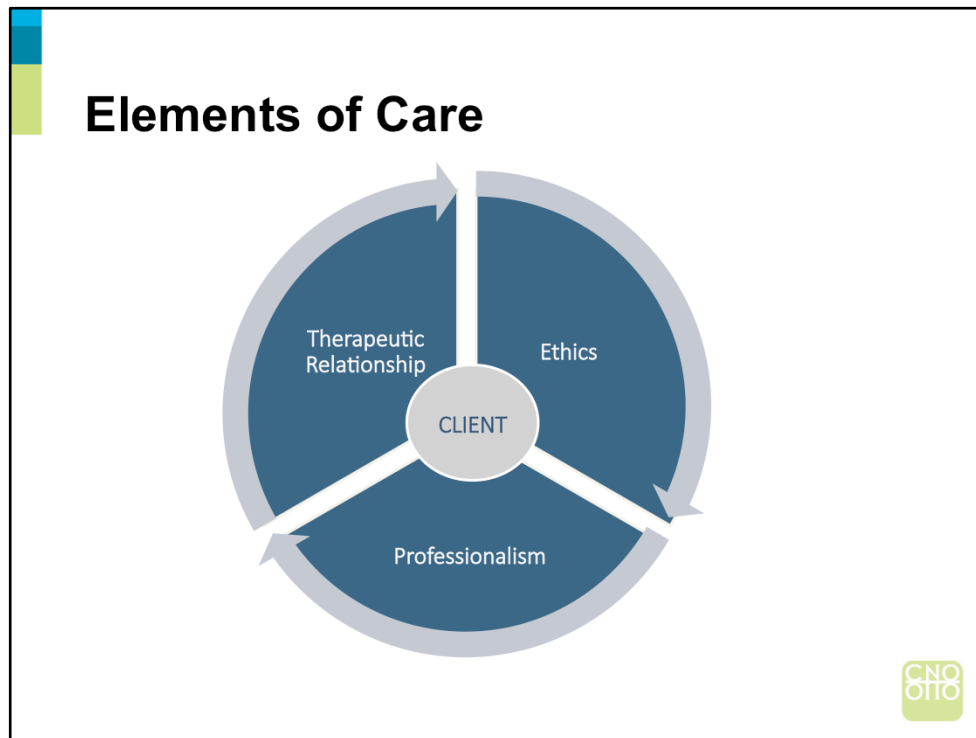 Elements of Care
Therapeutic
Relationship
Ethics
CLIENT
Professionalism
CNO
OIIO